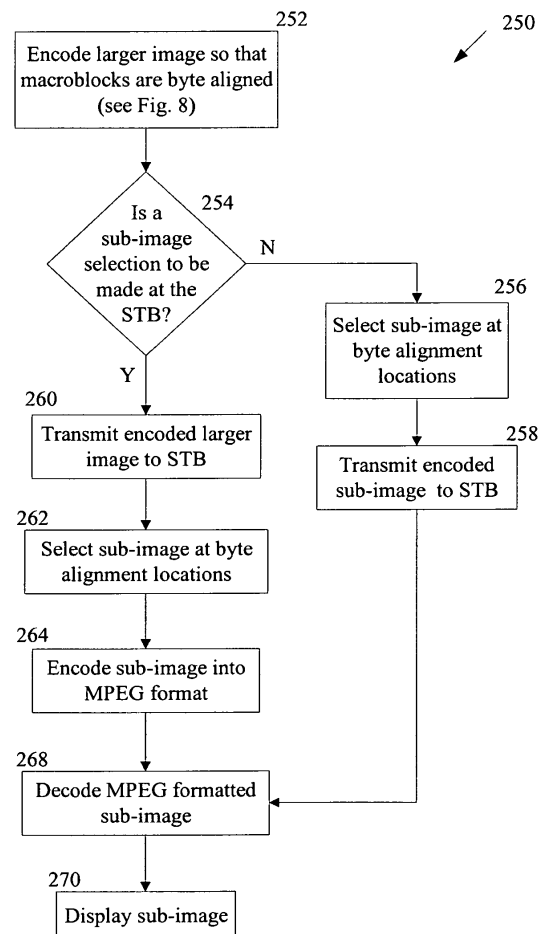 252
250
Encode larger image so that
macroblocks are byte aligned
(see Fig. 8)
254
Is a
sub-image
selection to be
made at the
STB?
N
Y
256
Select sub-image at
byte alignment
locations
260
Transmit encoded larger
image to STB
258
Transmit encoded
sub-image to STB
262
Select sub-image at byte
alignment locations
264
Encode sub-image into
MPEG format
268
Decode MPEG formatted
sub-image
270
Display sub-image